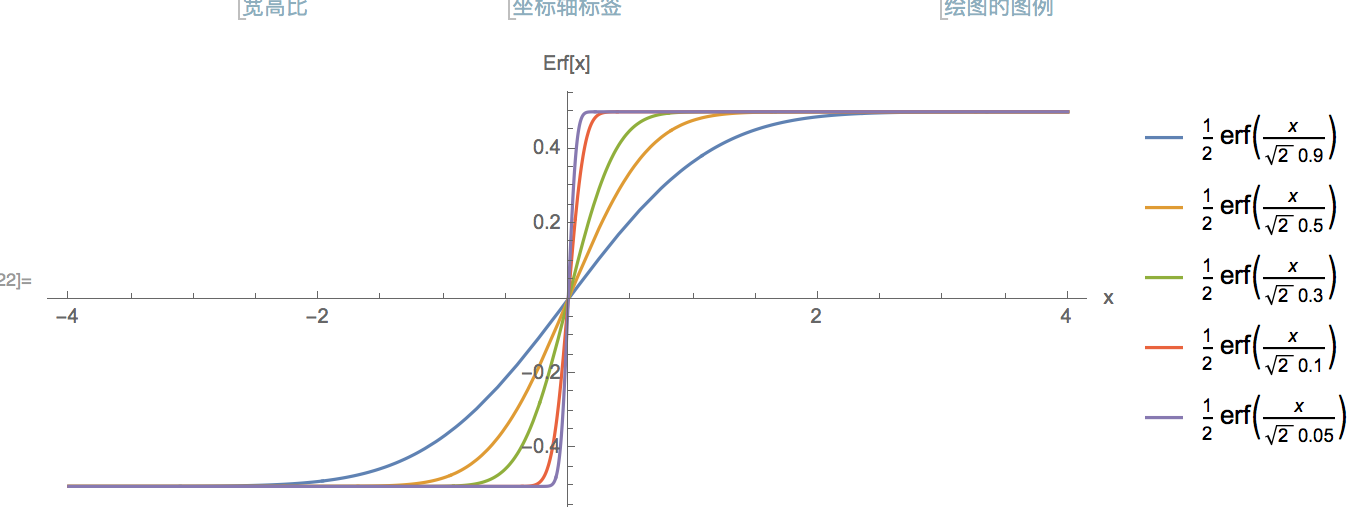 宽高比 坐标轴标签 绘图的图例
Erf[x]
0.4
0.2
22]=
-4 -2 2 4 x
-0.2
-0.4
1/2 erf(x/(√2 0.9))
1/2 erf(x/(√2 0.5))
1/2 erf(x/(√2 0.3))
1/2 erf(x/(√2 0.1))
1/2 erf(x/(√2 0.05))